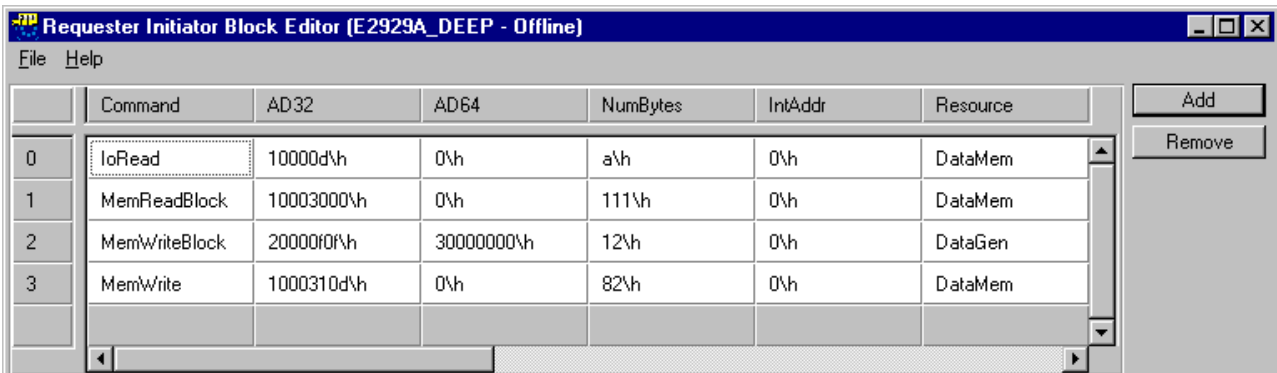 Requester Initiator Block Editor (E2929A_DEEP - Offline)
File Help
Command AD32 AD64 NumBytes IntAddr Resource Add
0 IoRead 10000d\h 0\h a\h 0\h DataMem Remove
1 MemReadBlock 10003000\h 0\h 111\h 0\h DataMem
2 MemWriteBlock 20000f0f\h 30000000\h 12\h 0\h DataGen
3 MemWrite 1000310d\h 0\h 82\h 0\h DataMem